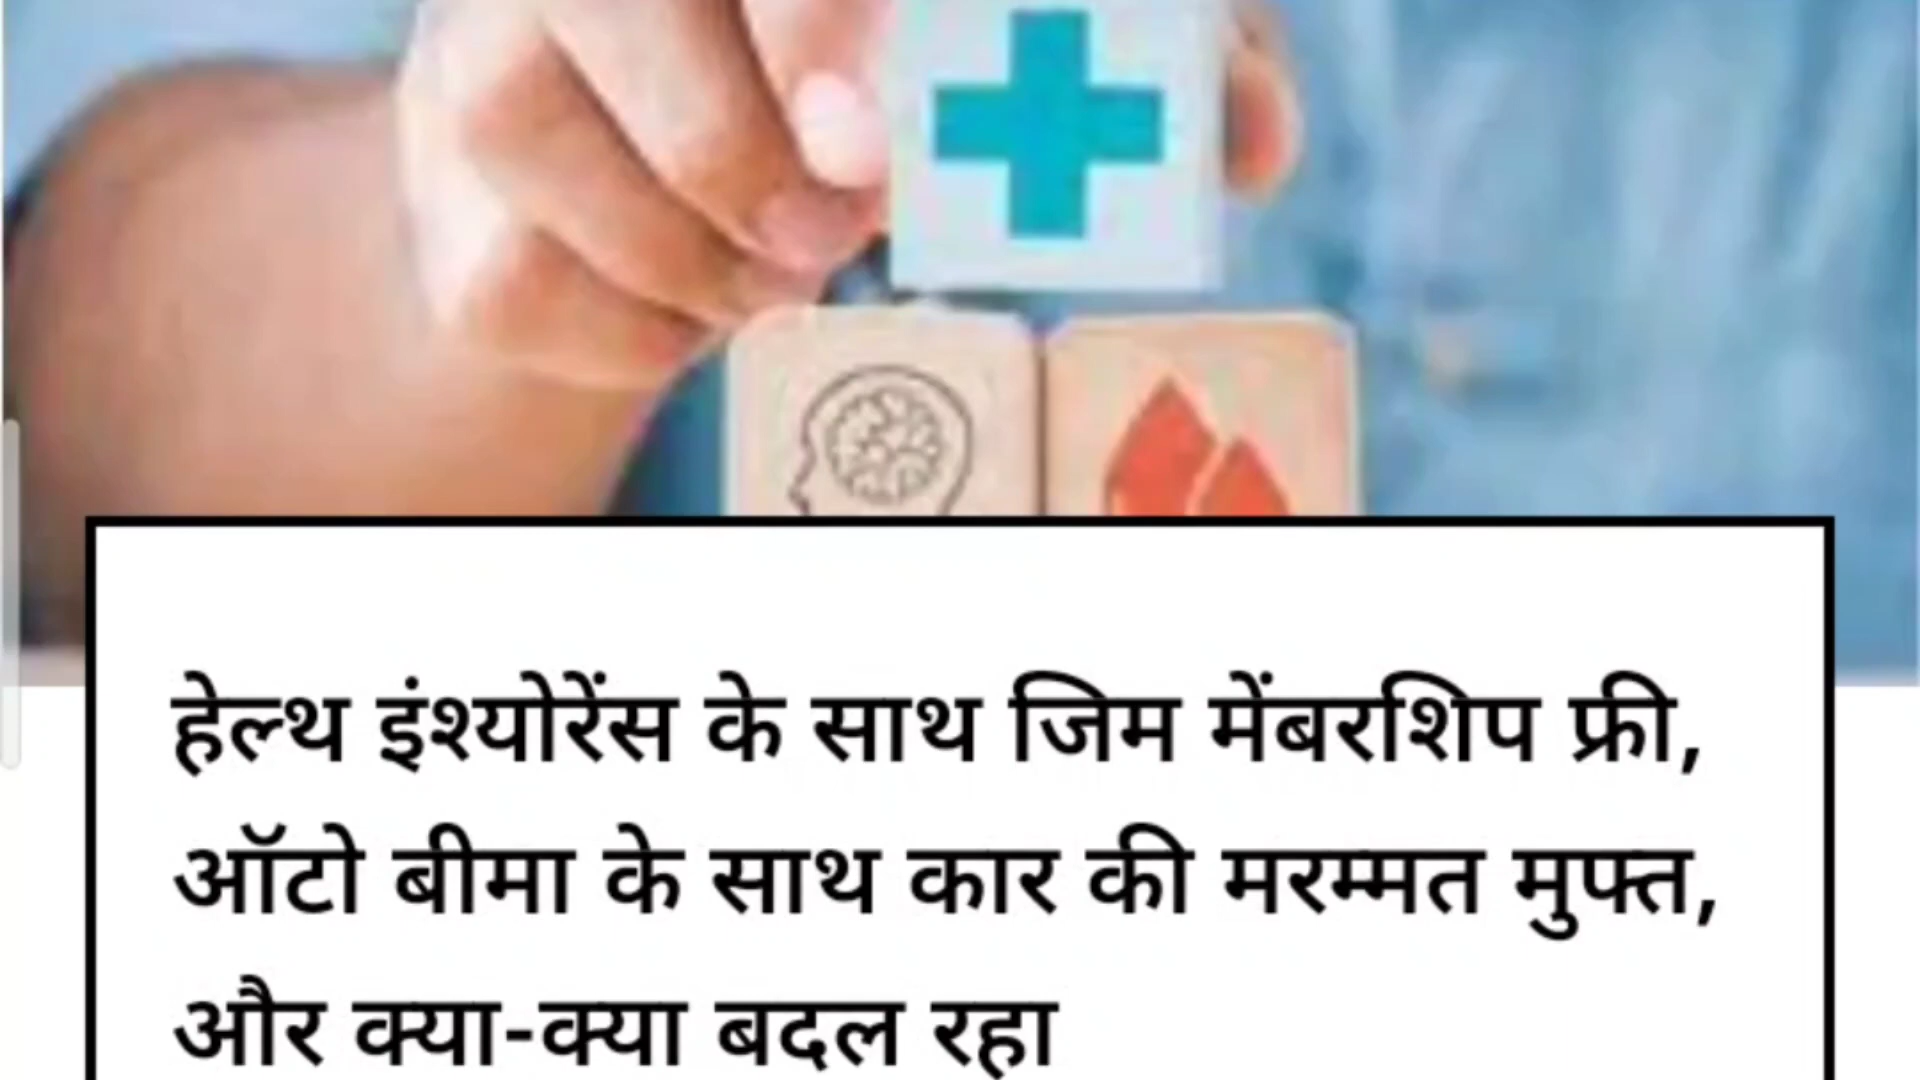 हेल्थ इंश्योरेंस के साथ जिम मेंबरशिप फ्री,
ऑटो बीमा के साथ कार की मरम्मत मुफ्त,
और क्या-क्या बदल रहा